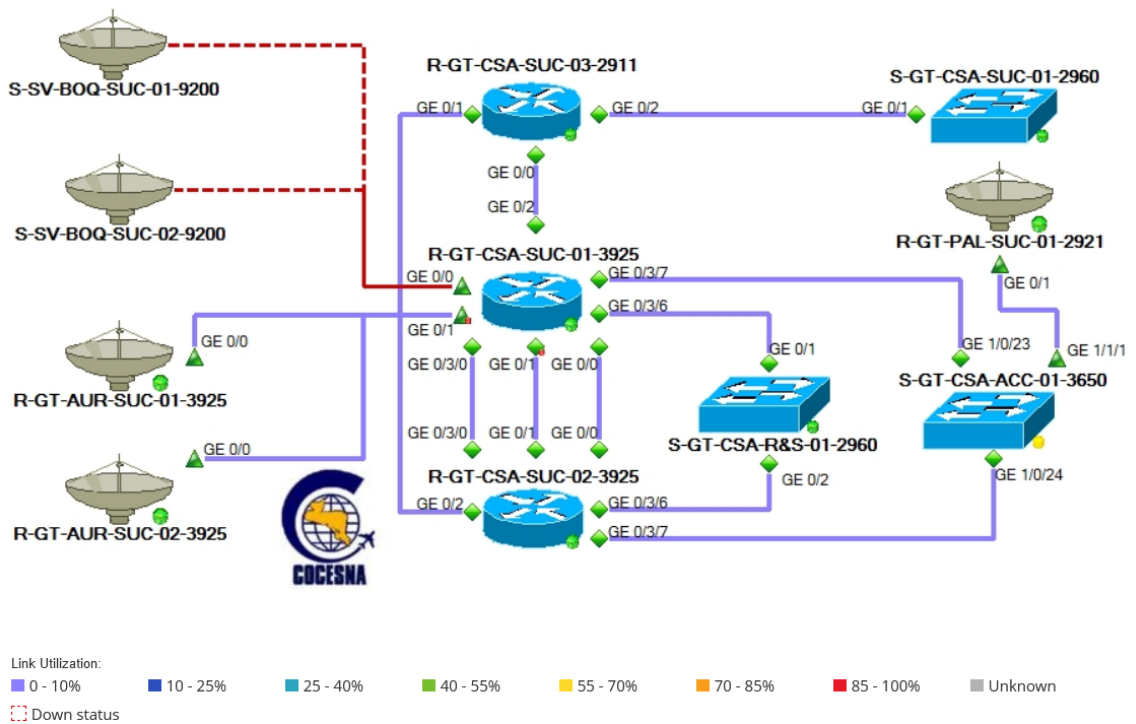 S-SV-BOQ-SUC-01-9200
S-SV-BOQ-SUC-02-9200
R-GT-CSA-SUC-03-2911
GE 0/1
GE 0/2
GE 0/0
GE 0/1
S-GT-CSA-SUC-01-2960
GE 0/2
R-GT-PAL-SUC-01-2921
GE 0/1
R-GT-CSA-SUC-01-3925
GE 0/0
GE 0/3/7
GE 0/3/6
GE 0/1
GE 0/0
R-GT-AUR-SUC-01-3925
GE 0/3/0
GE 0/1
GE 0/0
GE 0/1
GE 1/0/23
GE 1/1/1
S-GT-CSA-ACC-01-3650
GE 0/3/0
GE 0/1
GE 0/0
S-GT-CSA-R&S-01-2960
GE 0/0
R-GT-AUR-SUC-02-3925
R-GT-CSA-SUC-02-3925
GE 0/2
GE 0/3/6
GE 0/3/7
GE 0/2
GE 1/0/24
COCESNA
Link Utilization:
0 - 10%
10 - 25%
25 - 40%
40 - 55%
55 - 70%
70 - 85%
85 - 100%
Unknown
Down status